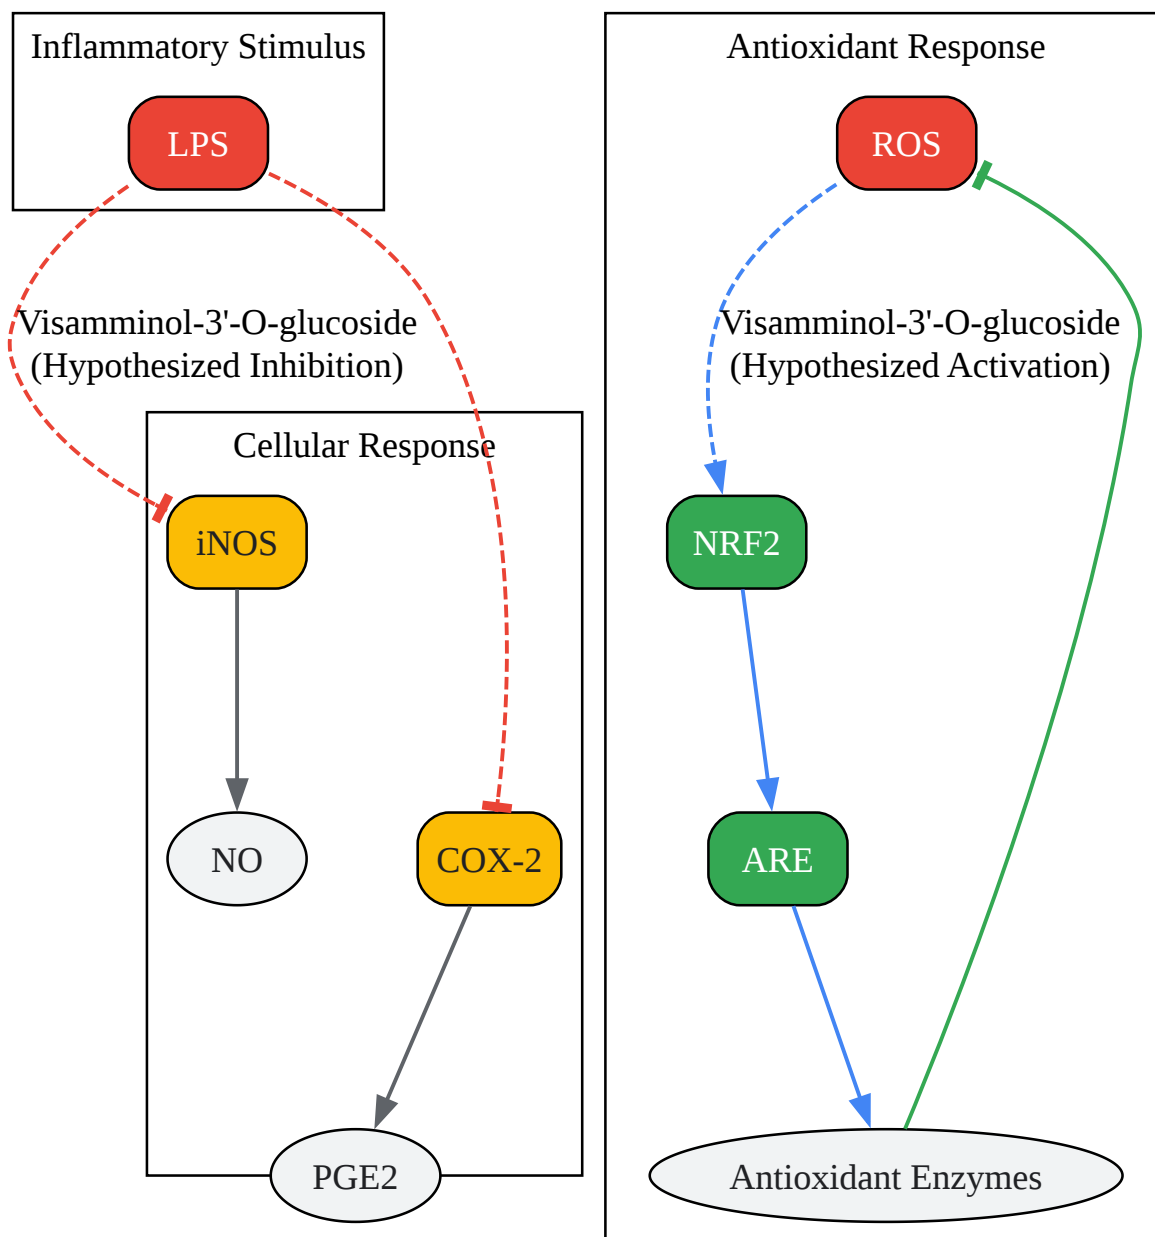 Inflammatory Stimulus
LPS
Visamminol-3'-O-glucoside
(Hypothesized Inhibition)
Cellular Response
iNOS
NO
COX-2
PGE2
Antioxidant Response
ROS
Visamminol-3'-O-glucoside
(Hypothesized Activation)
NRF2
ARE
Antioxidant Enzymes